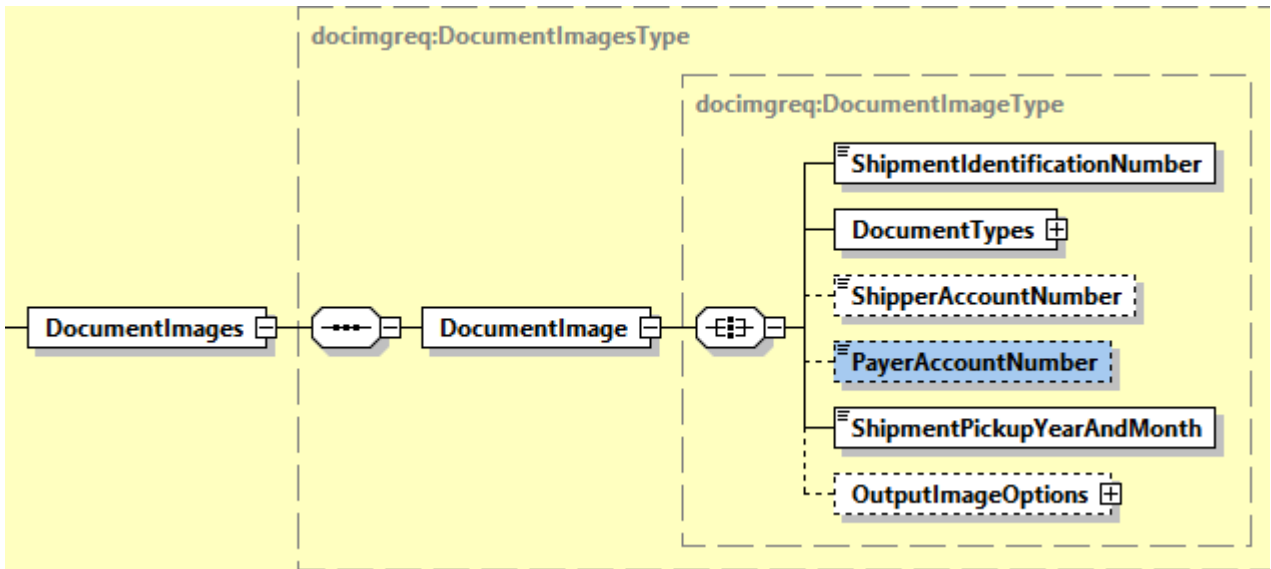 docimgreq:DocumentImagesType
docimgreq:DocumentImageType
ShipmentIdentificationNumber
DocumentTypes
ShipperAccountNumber
DocumentImages
DocumentImage
PayerAccountNumber
ShipmentPickupYearAndMonth
OutputImageOptions